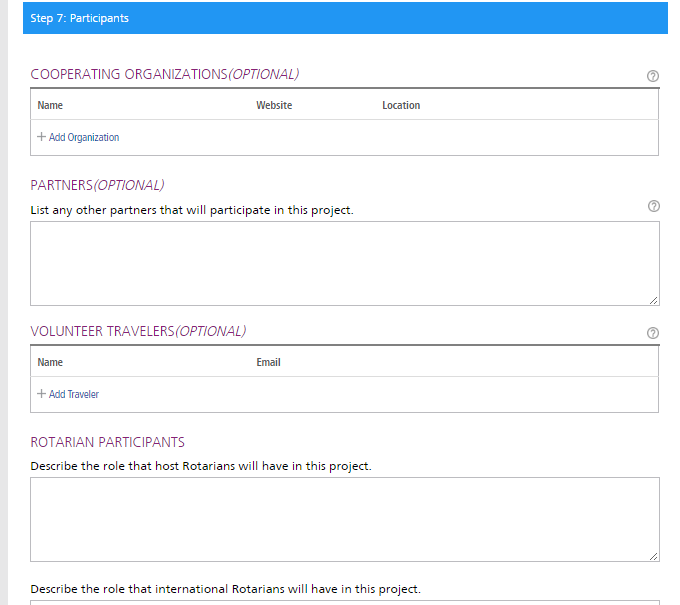 Step 7: Participants
COOPERATING ORGANIZATIONS(OPTIONAL)
?
Name Website Location
+ Add Organization
PARTNERS(OPTIONAL)
List any other partners that will participate in this project.
?
VOLUNTEER TRAVELERS(OPTIONAL)
?
Name Email
+ Add Traveler
ROTARIAN PARTICIPANTS
Describe the role that host Rotarians will have in this project.
Describe the role that international Rotarians will have in this project.